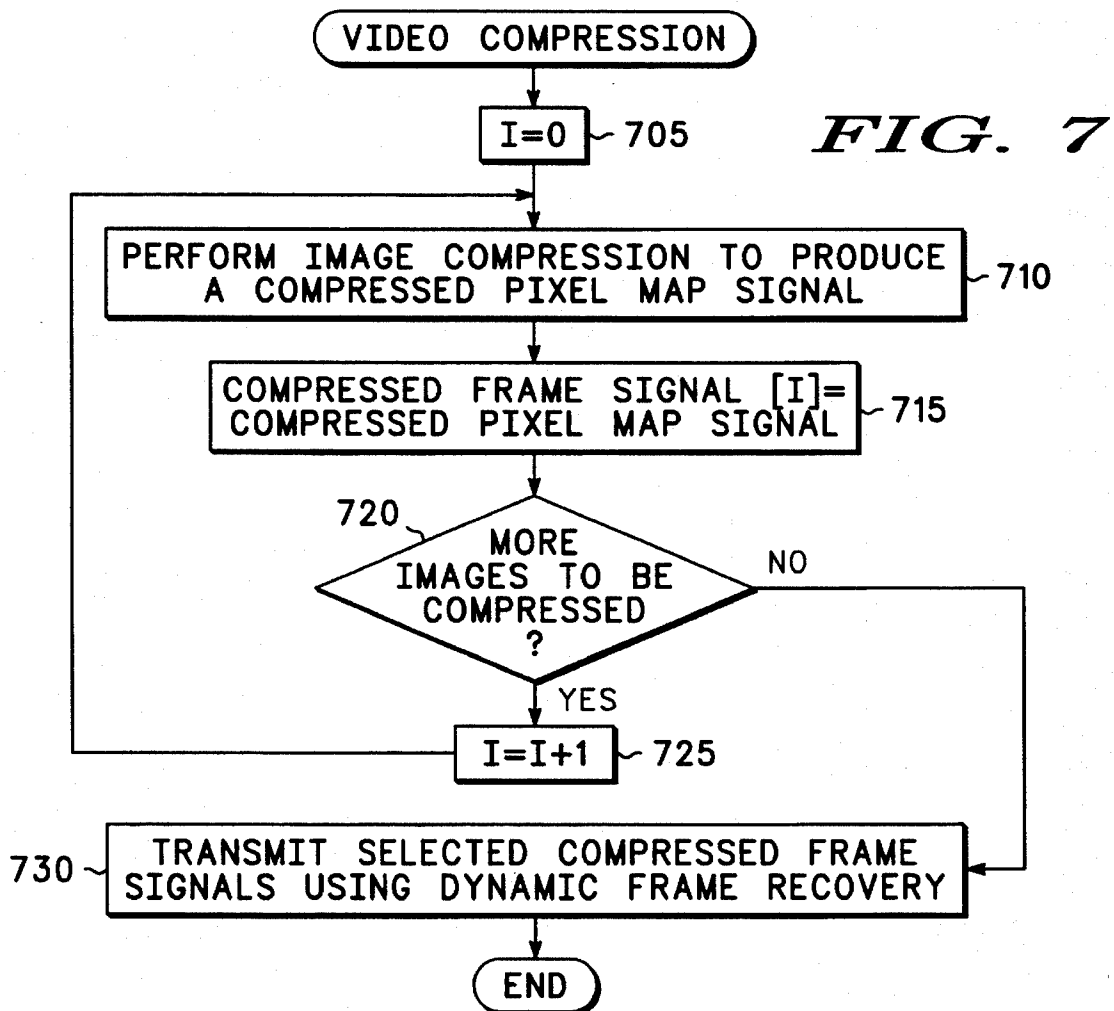 VIDEO COMPRESSION
I=0
705
FIG. 7
PERFORM IMAGE COMPRESSION TO PRODUCE
A COMPRESSED PIXEL MAP SIGNAL
710
COMPRESSED FRAME SIGNAL [I]=
COMPRESSED PIXEL MAP SIGNAL
715
720
MORE
IMAGES TO BE
COMPRESSED
?
NO
YES
I=I+1
725
730
TRANSMIT SELECTED COMPRESSED FRAME
SIGNALS USING DYNAMIC FRAME RECOVERY
END